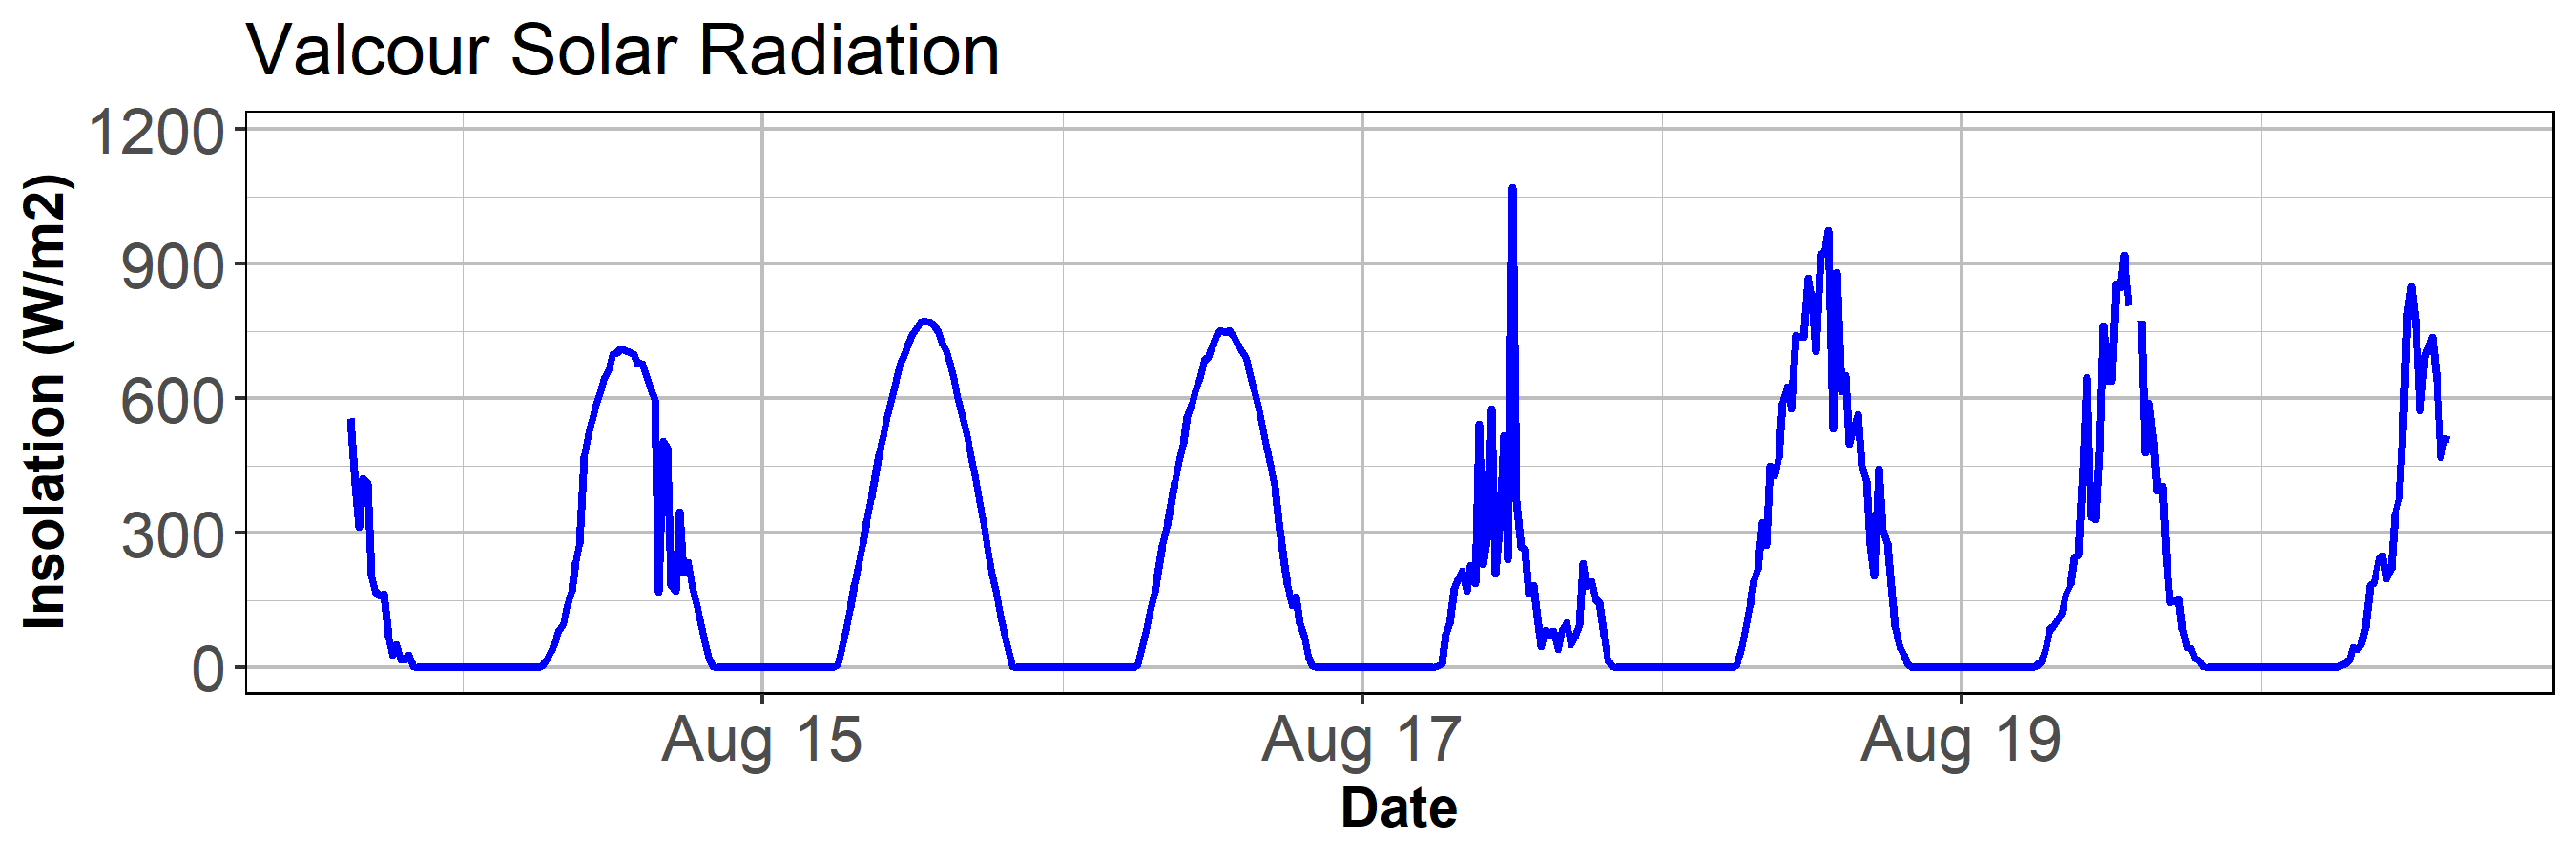 Valcour Solar Radiation
1200
900
600
300
0
Insolation (W/m2)
Aug 15
Aug 17
Aug 19
Date